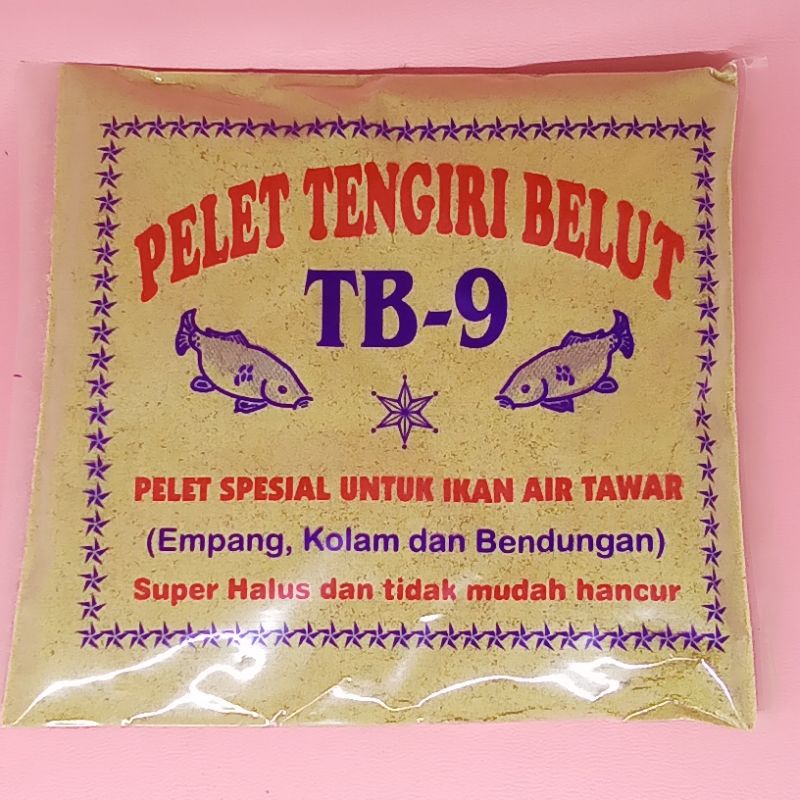 PELET TENGIRI BELUT
TB-9
PELET SPESIAL UNTUK IKAN AIR TAWAR
(Empang, Kolam dan Bendungan)
Super Halus dan tidak mudah hancur